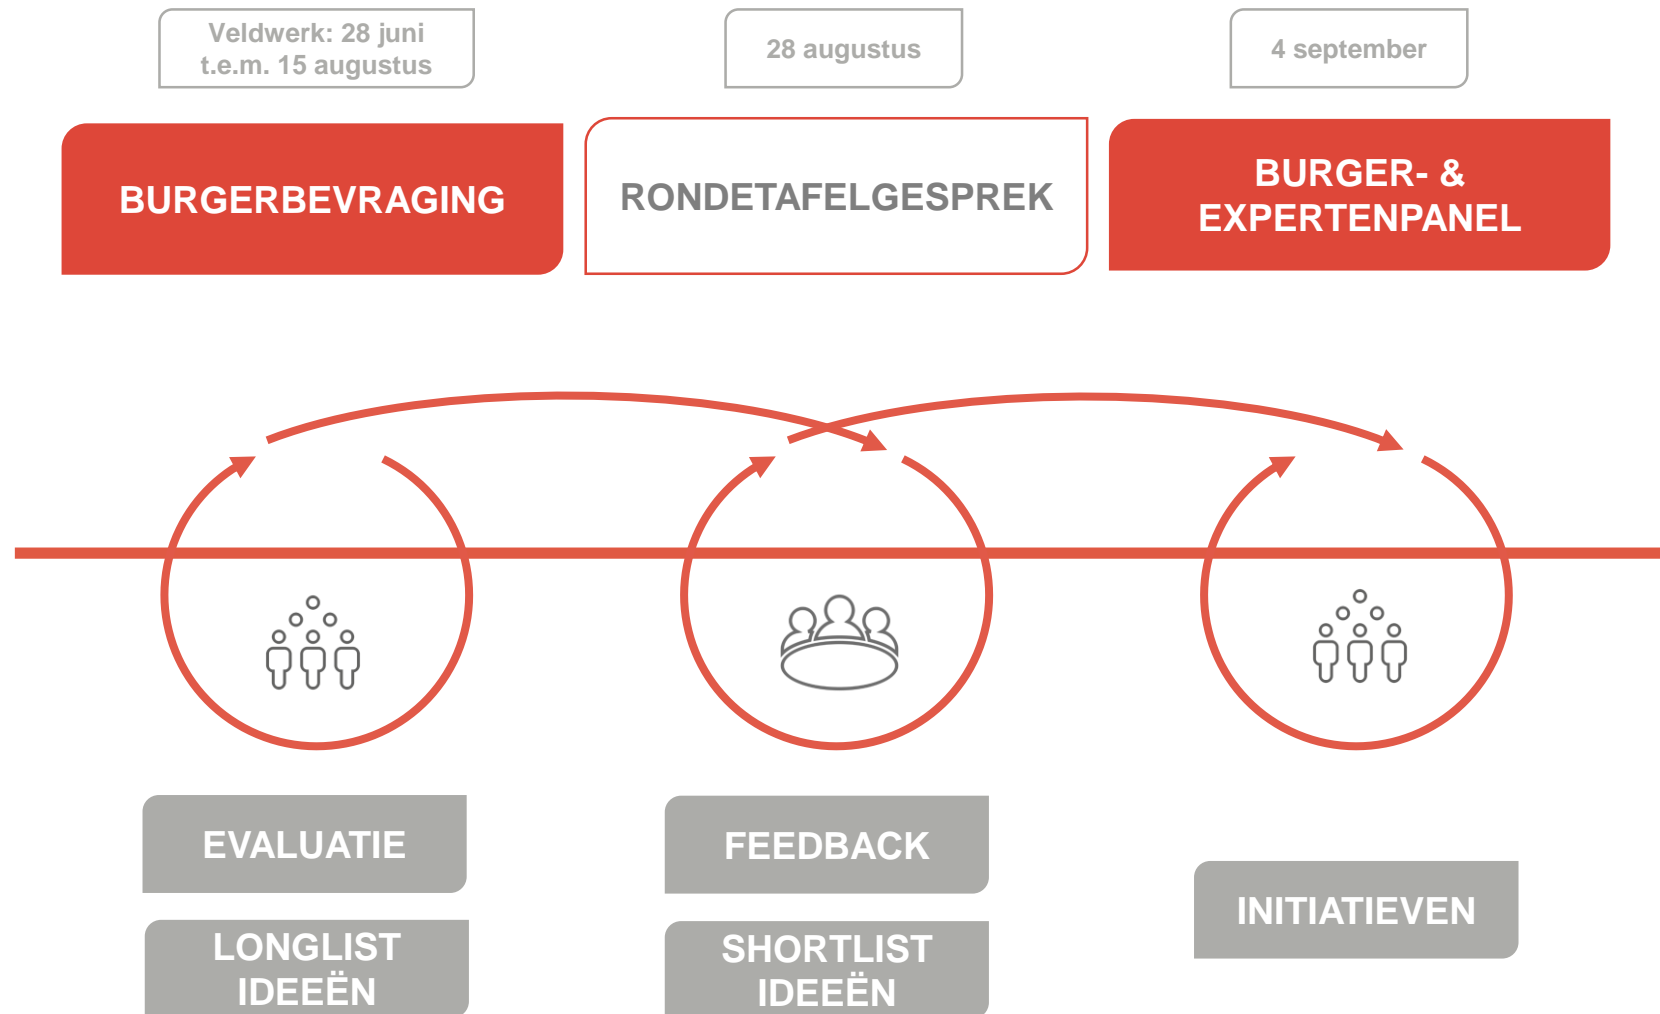 Veldwerk: 28 juni
t.e.m. 15 augustus
28 augustus
4 september
BURGERBEVRAGING
RONDETAFELGESPREK
BURGER- &
EXPERTENPANEL
EVALUATIE
FEEDBACK
INITIATIEVEN
LONGLIST
IDEEËN
SHORTLIST
IDEEËN